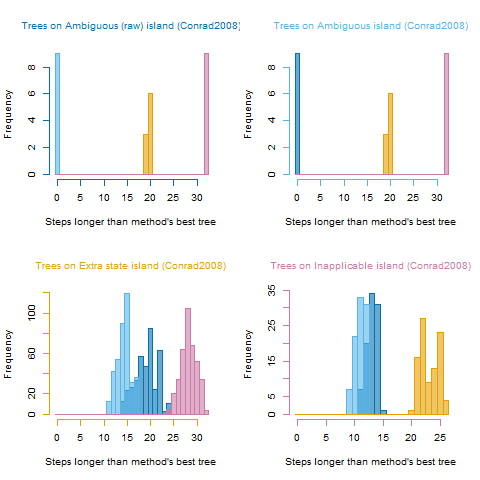 Trees on Ambiguous (raw) island (Conrad2008)
Frequency
0 2 4 6 8
0 5 10 15 20 25 30
Steps longer than method's best tree
Trees on Ambiguous island (Conrad2008)
Frequency
0 2 4 6 8
0 5 10 15 20 25 30
Steps longer than method's best tree
Trees on Extra state island (Conrad2008)
Frequency
0 20 60 100
0 5 10 15 20 25 30
Steps longer than method's best tree
Trees on Inapplicable island (Conrad2008)
Frequency
0 5 15 25 35
0 5 10 15 20 25
Steps longer than method's best tree